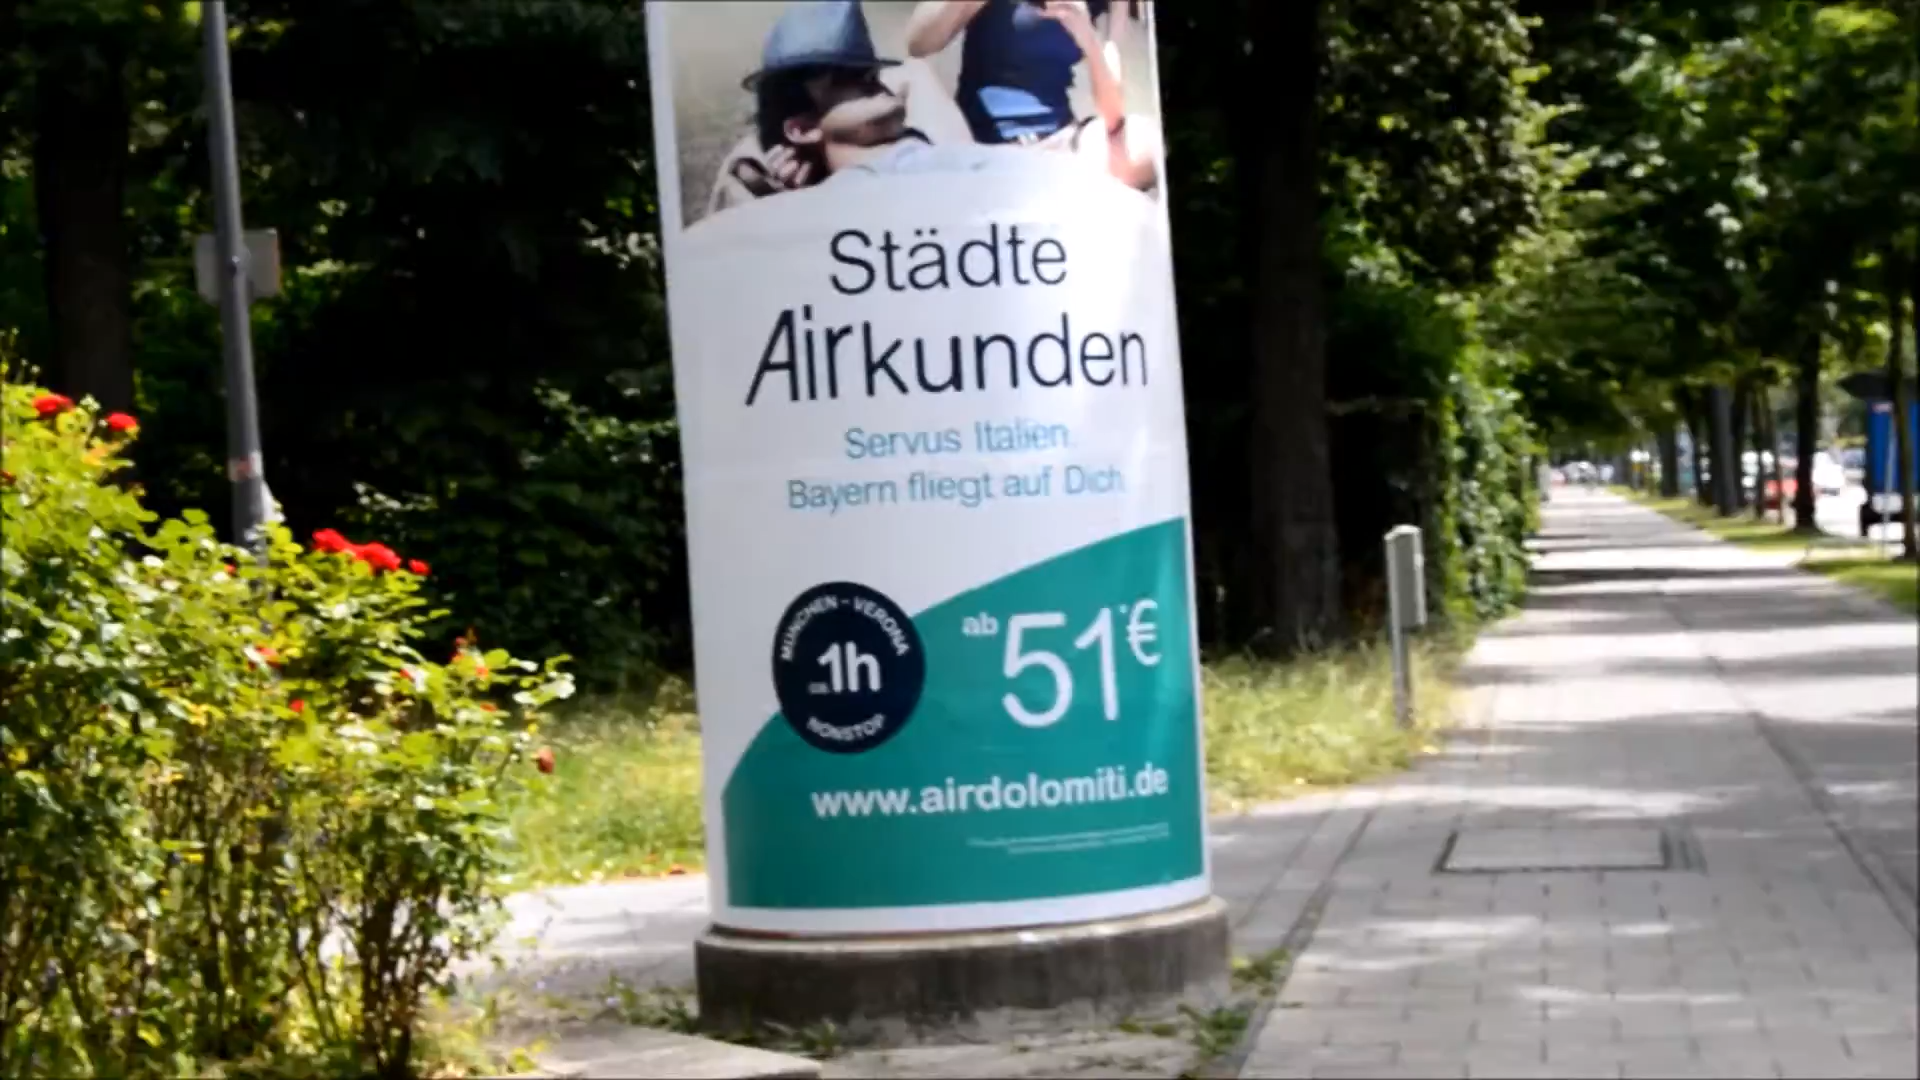 Städte
Airkunden
Servus Italien.
Bayern fliegt auf Dich.
MÜNCHEN - VERONA
ca. 1h
NONSTOP
ab 51*€
www.airdolomiti.de